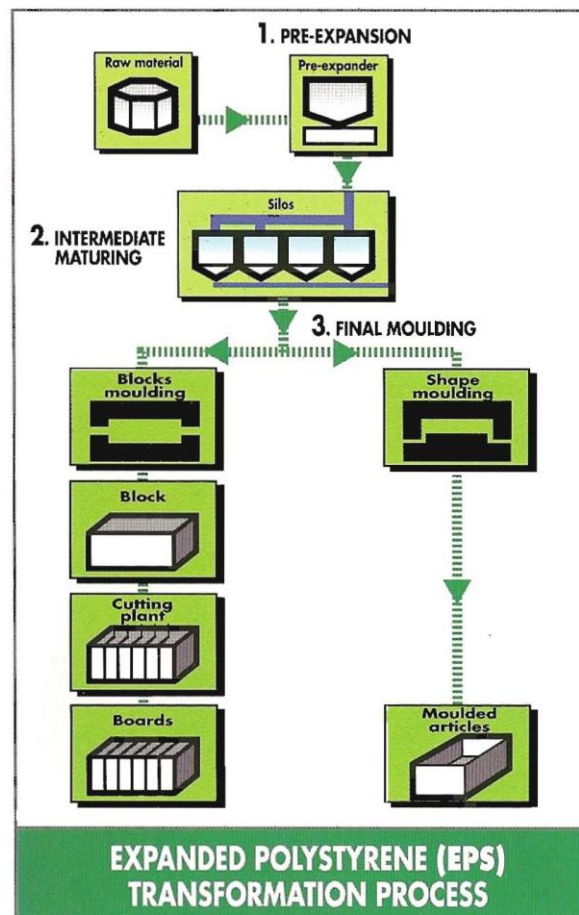 1. PRE-EXPANSION
Raw material
Pre-expander
Silos
2. INTERMEDIATE
MATURING
3. FINAL MOULDING
Blocks
moulding
Shape
moulding
Block
Cutting
plant
Boards
Moulded
articles
EXPANDED POLYSTYRENE (EPS)
TRANSFORMATION PROCESS